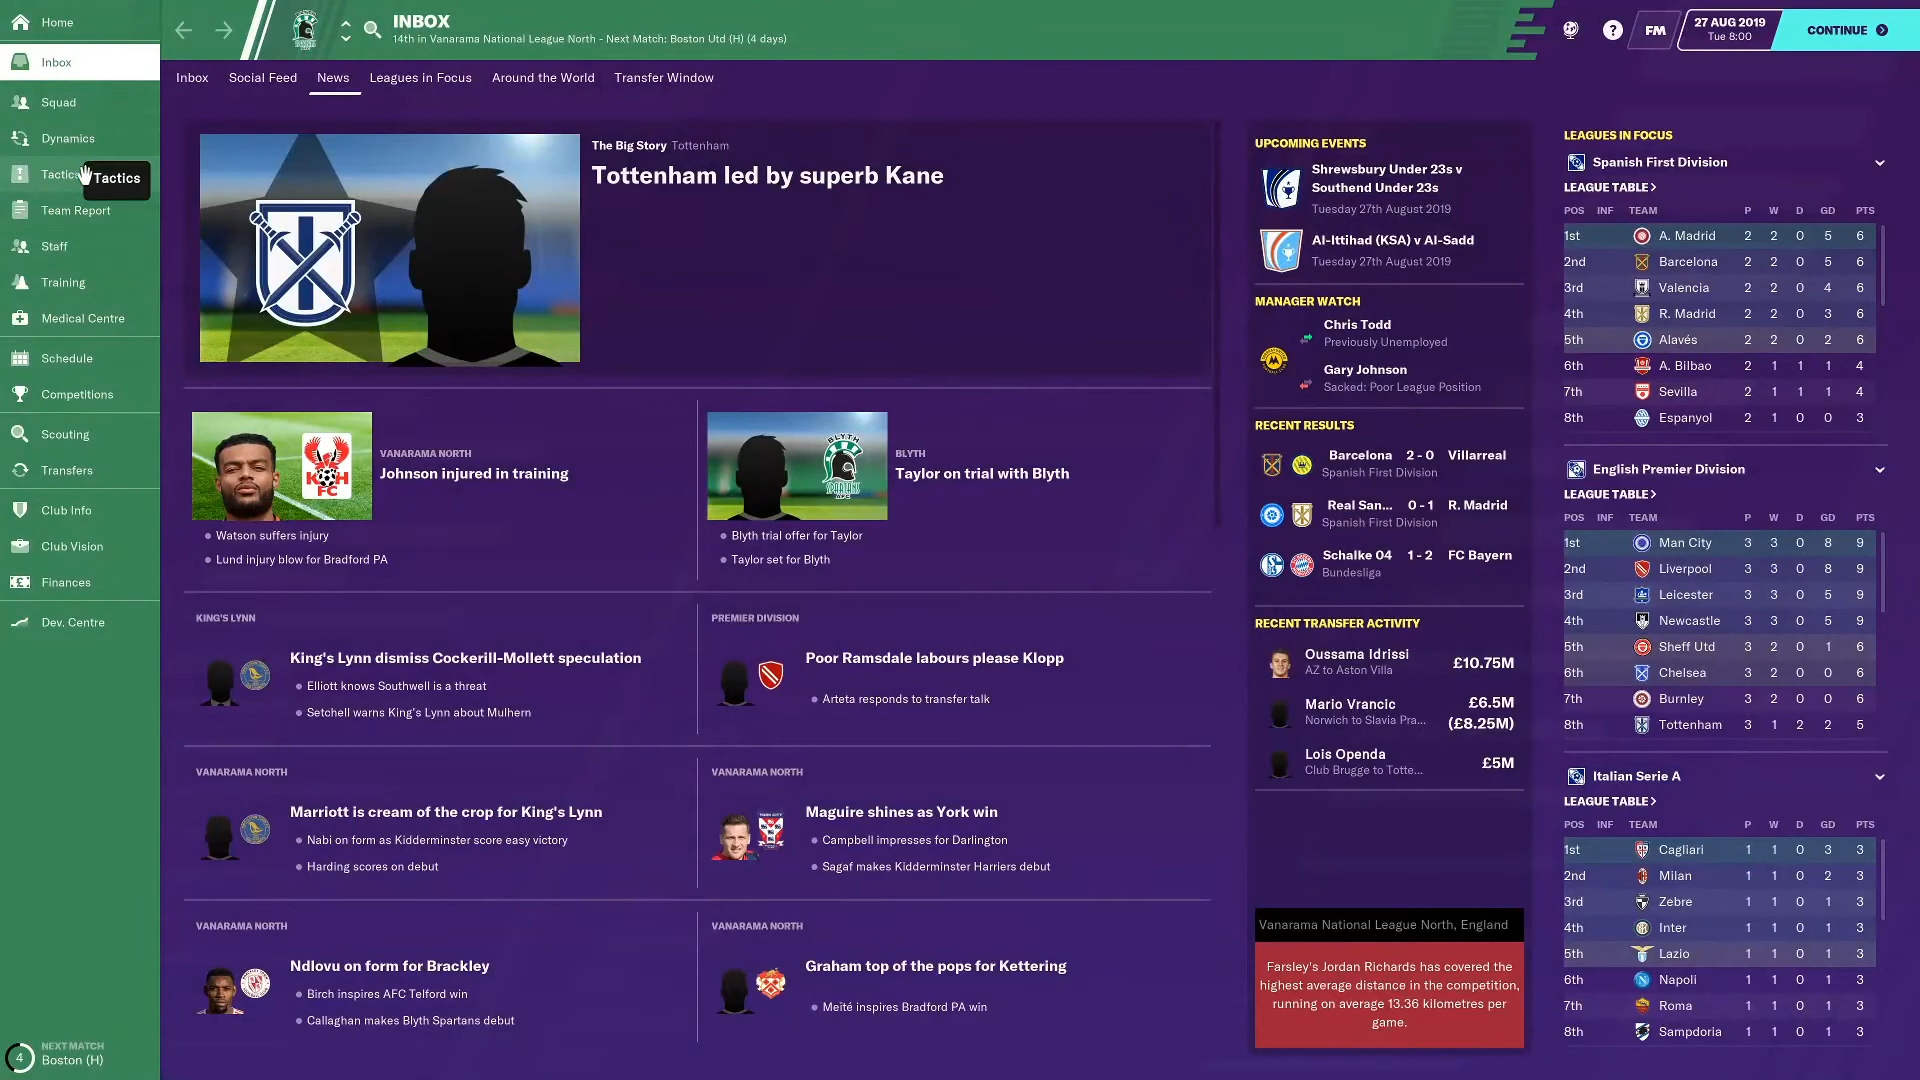 Home
Inbox
Squad
Dynamics
Tactics
Tactics
Team Report
Staff
Training
Medical Centre
Schedule
Competitions
Scouting
Transfers
Club Info
Club Vision
Finances
Dev. Centre
4
NEXT MATCH
Boston (H)
INBOX
14th in Vanarama National League North - Next Match: Boston Utd (H) (4 days)
?
FM
27 AUG 2019
Tue 8:00
CONTINUE
Inbox Social Feed News Leagues in Focus Around the World Transfer Window
The Big Story Tottenham
Tottenham led by superb Kane
VANARAMA NORTH
Johnson injured in training
KH
FC
Watson suffers injury
Lund injury blow for Bradford PA
BLYTH
Taylor on trial with Blyth
BLYTH
SPARTANS
AFC
Blyth trial offer for Taylor
Taylor set for Blyth
KING'S LYNN
King's Lynn dismiss Cockerill-Mollett speculation
Elliott knows Southwell is a threat
Setchell warns King's Lynn about Mulhern
PREMIER DIVISION
Poor Ramsdale labours please Klopp
Arteta responds to transfer talk
VANARAMA NORTH
Marriott is cream of the crop for King's Lynn
Nabi on form as Kidderminster score easy victory
Harding scores on debut
VANARAMA NORTH
Maguire shines as York win
Campbell impresses for Darlington
Sagaf makes Kidderminster Harriers debut
VANARAMA NORTH
Ndlovu on form for Brackley
Birch inspires AFC Telford win
Callaghan makes Blyth Spartans debut
VANARAMA NORTH
Graham top of the pops for Kettering
Meïté inspires Bradford PA win
UPCOMING EVENTS
Shrewsbury Under 23s v
Southend Under 23s
Tuesday 27th August 2019
Al-Ittihad (KSA) v Al-Sadd
Tuesday 27th August 2019
MANAGER WATCH
Chris Todd
Previously Unemployed
Gary Johnson
Sacked: Poor League Position
RECENT RESULTS
Barcelona 2 - 0 Villarreal
Spanish First Division
Real San... 0 - 1 R. Madrid
Spanish First Division
Schalke 04 1 - 2 FC Bayern
Bundesliga
RECENT TRANSFER ACTIVITY
Oussama Idrissi £10.75M
AZ to Aston Villa
Mario Vrancic £6.5M
Norwich to Slavia Pra... (£8.25M)
Lois Openda £5M
Club Brugge to Totte...
Vanarama National League North, England
Farsley's Jordan Richards has covered the
highest average distance in the competition,
running on average 13.36 kilometres per
game.
LEAGUES IN FOCUS
Spanish First Division
LEAGUE TABLE >
POS INF TEAM P W D GD PTS
1st A. Madrid 2 2 0 5 6
2nd Barcelona 2 2 0 5 6
3rd Valencia 2 2 0 4 6
4th R. Madrid 2 2 0 3 6
5th Alavés 2 2 0 2 6
6th A. Bilbao 2 1 1 1 4
7th Sevilla 2 1 1 1 4
8th Espanyol 2 1 0 0 3
English Premier Division
LEAGUE TABLE >
POS INF TEAM P W D GD PTS
1st Man City 3 3 0 8 9
2nd Liverpool 3 3 0 8 9
3rd Leicester 3 3 0 5 9
4th Newcastle 3 3 0 5 9
5th Sheff Utd 3 2 0 1 6
6th Chelsea 3 2 0 0 6
7th Burnley 3 2 0 0 6
8th Tottenham 3 1 2 2 5
Italian Serie A
LEAGUE TABLE >
POS INF TEAM P W D GD PTS
1st Cagliari 1 1 0 3 3
2nd Milan 1 1 0 2 3
3rd Zebre 1 1 0 1 3
4th Inter 1 1 0 1 3
5th Lazio 1 1 0 1 3
6th Napoli 1 1 0 1 3
7th Roma 1 1 0 1 3
8th Sampdoria 1 1 0 1 3